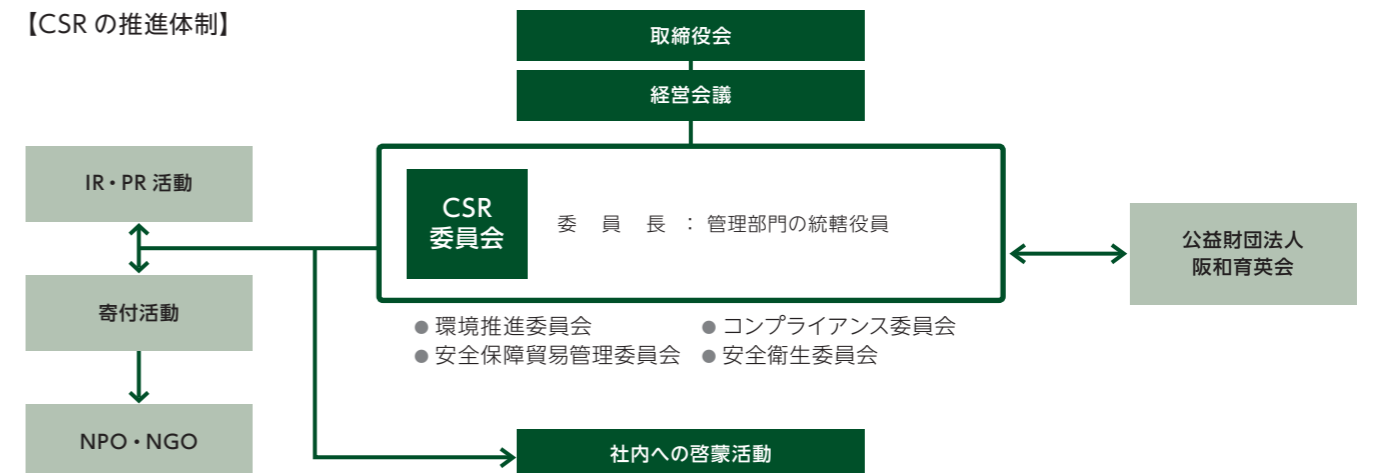 【CSR の推進体制】
取締役会
経営会議
IR・PR 活動
CSR
委員会
委員長：管理部門の統轄役員
公益財団法人
阪和育英会
寄付活動
● 環境推進委員会 ● コンプライアンス委員会
● 安全保障貿易管理委員会 ● 安全衛生委員会
NPO・NGO
社内への啓蒙活動